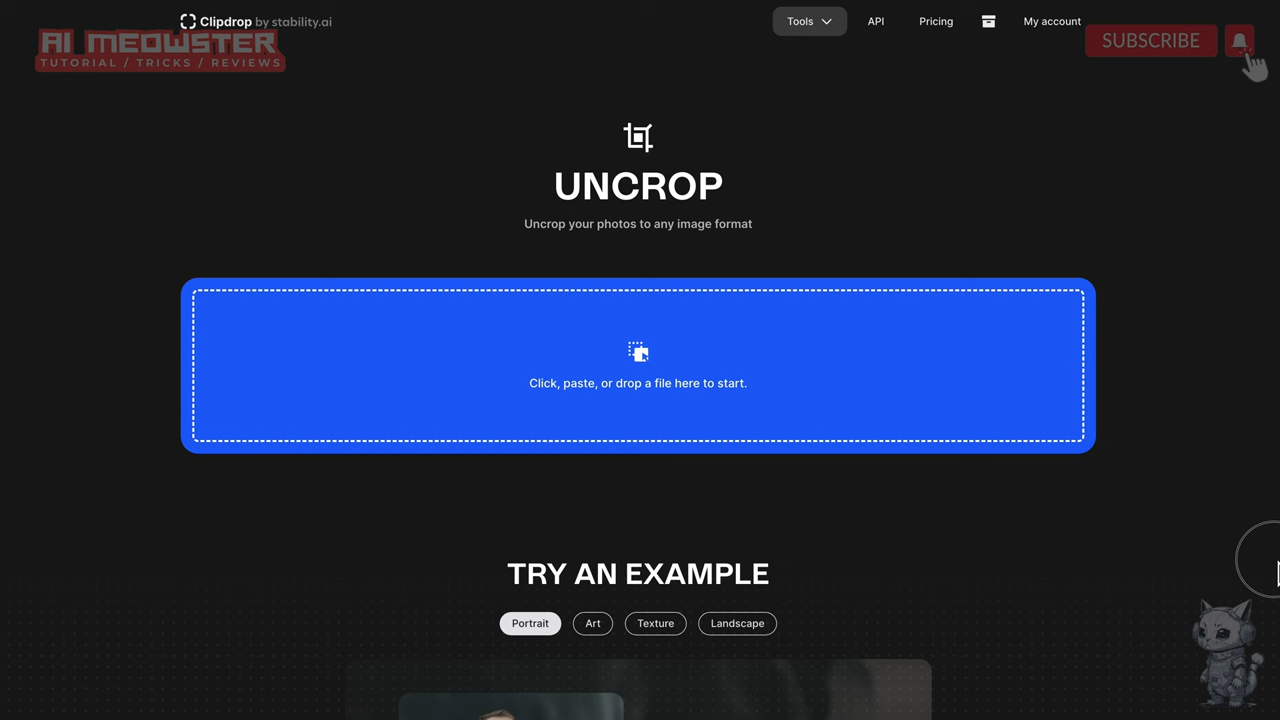 Clipdrop by stability.ai
Tools
API
Pricing
My account
AI MEOWSTER
TUTORIAL / TRICKS / REVIEWS
SUBSCRIBE
UNCROP
Uncrop your photos to any image format
Click, paste, or drop a file here to start.
TRY AN EXAMPLE
Portrait
Art
Texture
Landscape